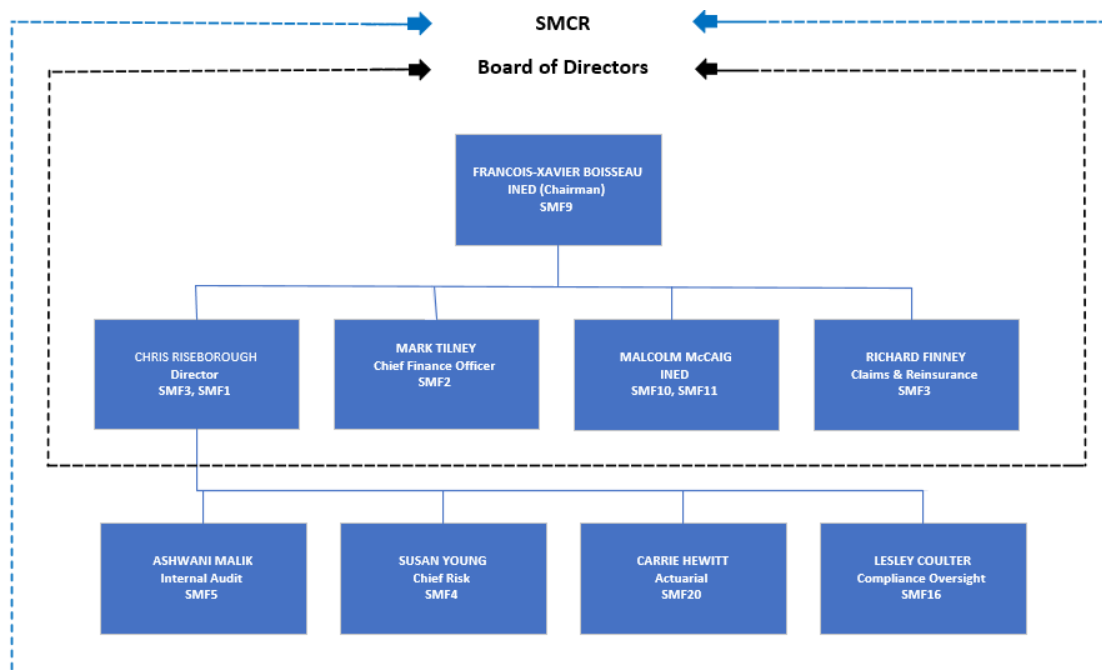 SMCR
Board of Directors
FRANCOIS-XAVIER BOISSEAU
INED (Chairman)
SMF9
CHRIS RISEBOROUGH
Director
SMF3, SMF1
MARK TILNEY
Chief Finance Officer
SMF2
MALCOLM McCAIG
INED
SMF10, SMF11
RICHARD FINNEY
Claims & Reinsurance
SMF3
ASHWANI MALIK
Internal Audit
SMF5
SUSAN YOUNG
Chief Risk
SMF4
CARRIE HEWITT
Actuarial
SMF20
LESLEY COULTER
Compliance Oversight
SMF16